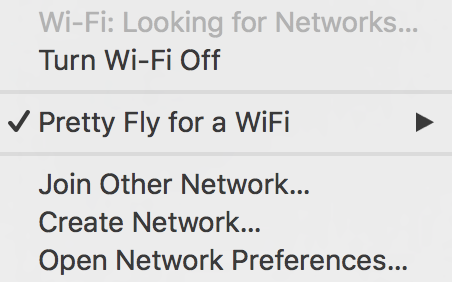 Wi-Fi: Looking for Networks...
Turn Wi-Fi Off
Pretty Fly for a WiFi
Join Other Network...
Create Network...
Open Network Preferences...